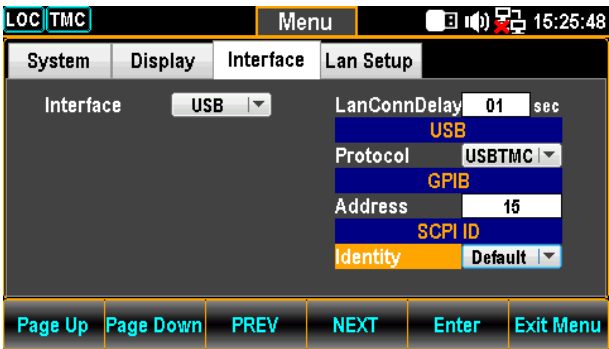 LOC TMC Menu 15:25:48
System Display Interface Lan Setup
Interface USB LanConnDelay 01 sec
USB
Protocol USBTMC
GPIB
Address 15
SCPI ID
Identity Default
Page Up Page Down PREV NEXT Enter Exit Menu